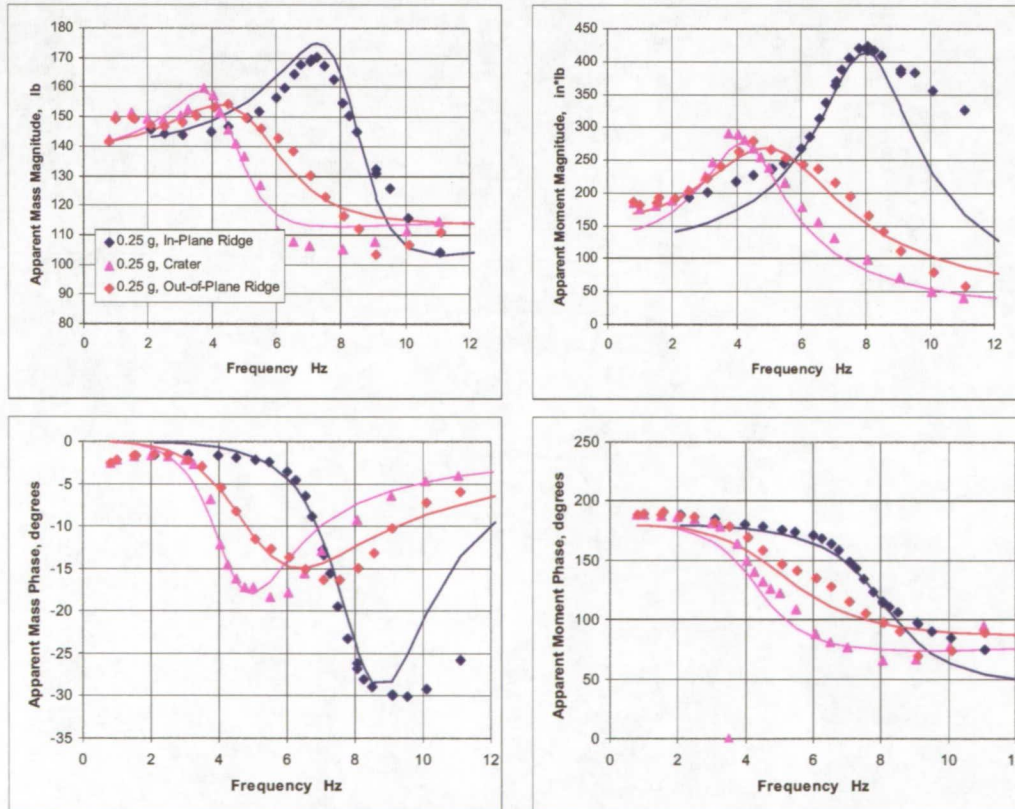 Apparent Mass Magnitude, lb
180
170
160
150
140
130
120
110
100
90
80
0.25 g, In-Plane Ridge
0.25 g, Crater
0.25 g, Out-of-Plane Ridge
0 2 4 6 8 10 12
Frequency Hz
Apparent Moment Magnitude, in*lb
450
400
350
300
250
200
150
100
50
0
0 2 4 6 8 10 12
Frequency Hz
Apparent Mass Phase, degrees
0
-5
-10
-15
-20
-25
-30
-35
0 2 4 6 8 10 12
Frequency Hz
Apparent Moment Phase, degrees
250
200
150
100
50
0
0 2 4 6 8 10 12
Frequency Hz